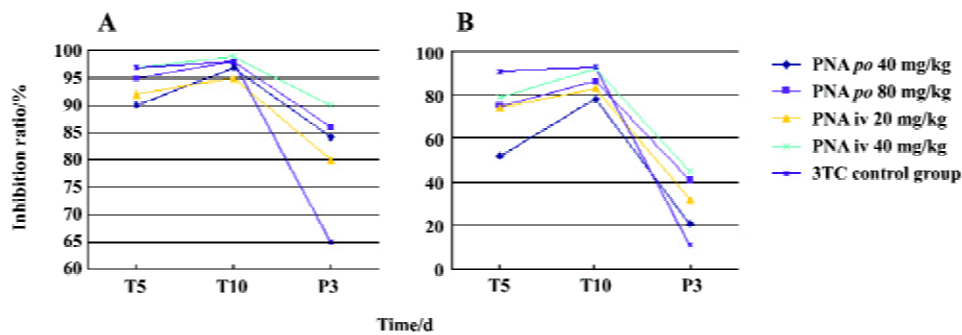 A
B
Inhibition ratio/%
100
95
90
85
80
75
70
65
60
T5
T10
P3
100
80
60
40
20
0
T5
T10
P3
PNA po 40 mg/kg
PNA po 80 mg/kg
PNA iv 20 mg/kg
PNA iv 40 mg/kg
3TC control group
Time/d